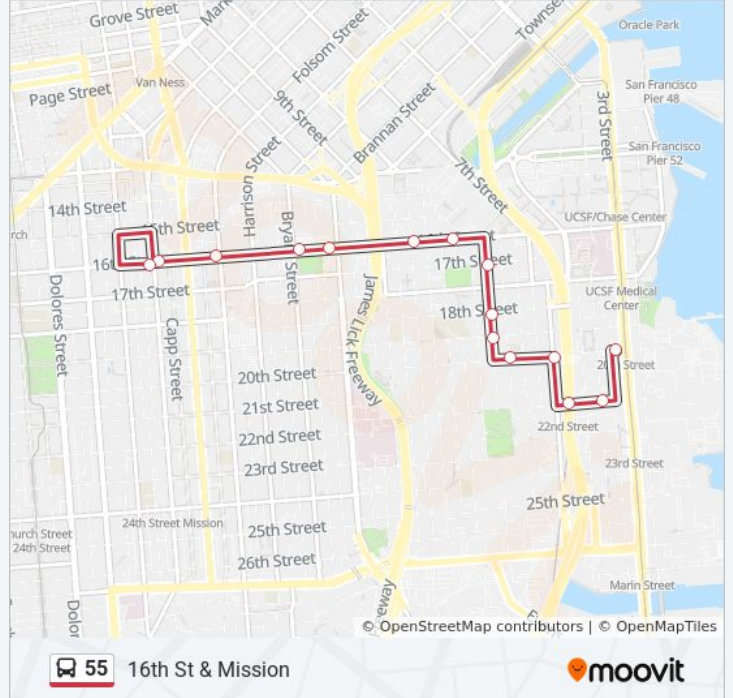 Grove Street
Folsom Street
Oracle Park
Van Ness
Page Street
9th Street
Brannan Street
3rd Street
San Francisco
Pier 48
San Francisco
Pier 52
Harrison Street
7th Street
14th Street
15th Street
UCSF/Chase Center
17th Street
17th Street
UCSF Medical
Center
18th Street
Dolores Street
Capp Street
James Lick Freeway
20th Street
21st Street
22nd Street
22nd Street
23rd Street
23rd Street
24th Street Mission
25th Street
25th Street
24th Street
26th Street
Marin Street
© OpenStreetMap contributors | © OpenMapTiles
55 16th St & Mission
moovit